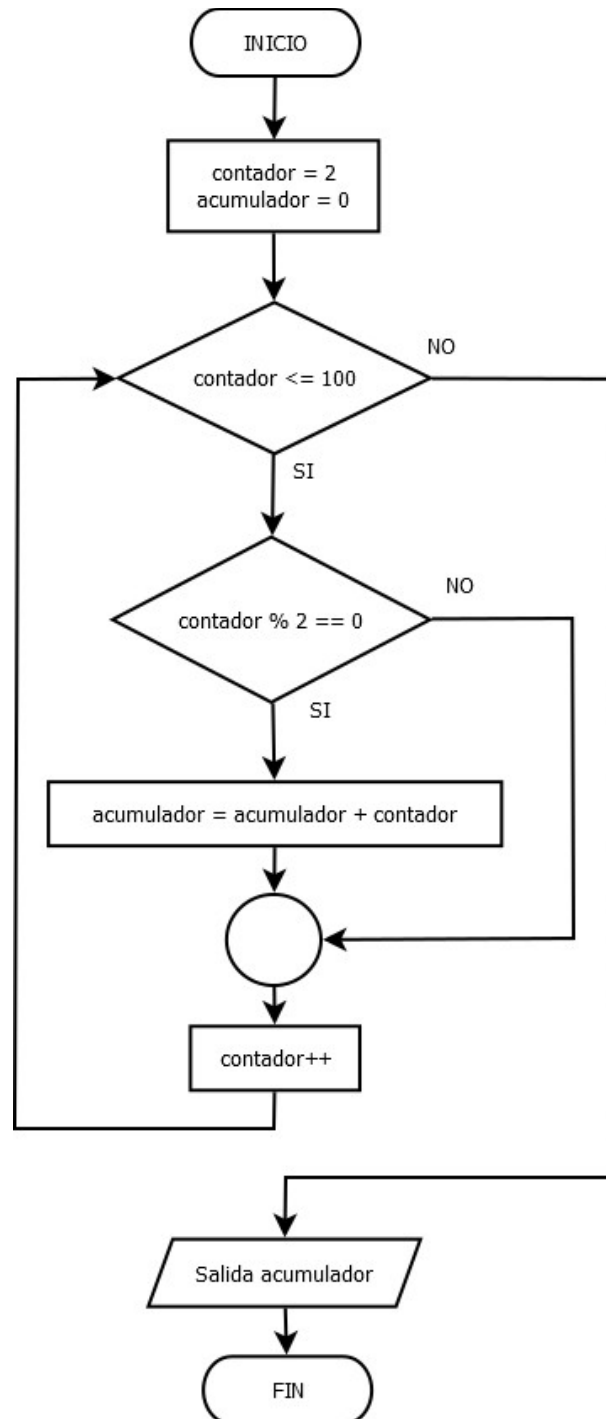 INICIO
contador = 2
acumulador = 0
contador <= 100
NO
SI
contador % 2 == 0
NO
SI
acumulador = acumulador + contador
contador++
Salida acumulador
FIN